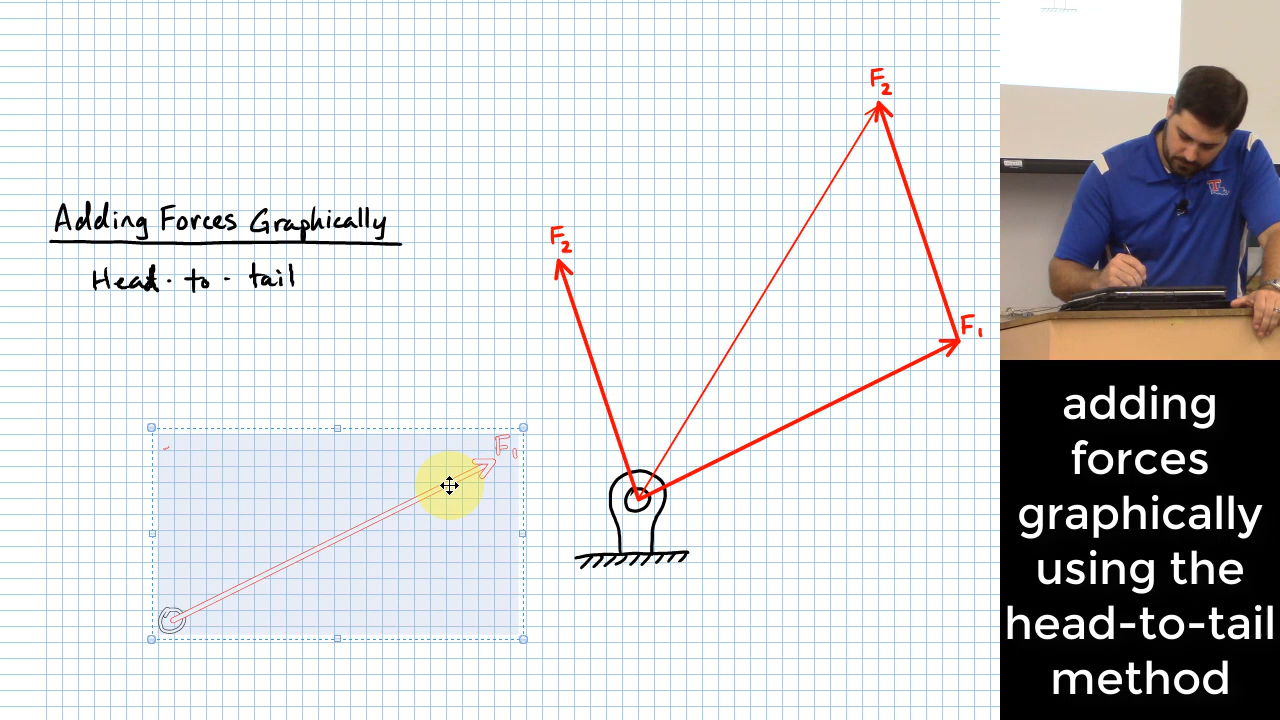 Adding Forces Graphically
Head-to-tail
F₂
F₂
F₁
F₁
adding
forces
graphically
using the
head-to-tail
method